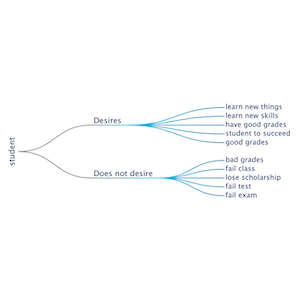 student
Desires
learn new things
learn new skills
have good grades
student to succeed
good grades
Does not desire
bad grades
fail class
lose scholarship
fail test
fail exam